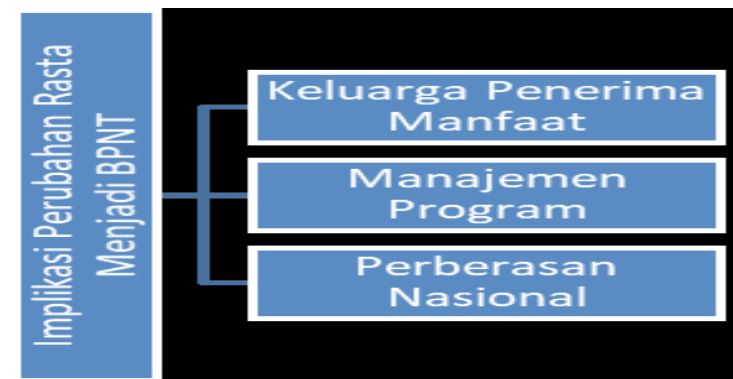 Implikasi Perubahan Rasta
Menjadi BPNT
Keluarga Penerima
Manfaat
Manajemen
Program
Perberasan
Nasional